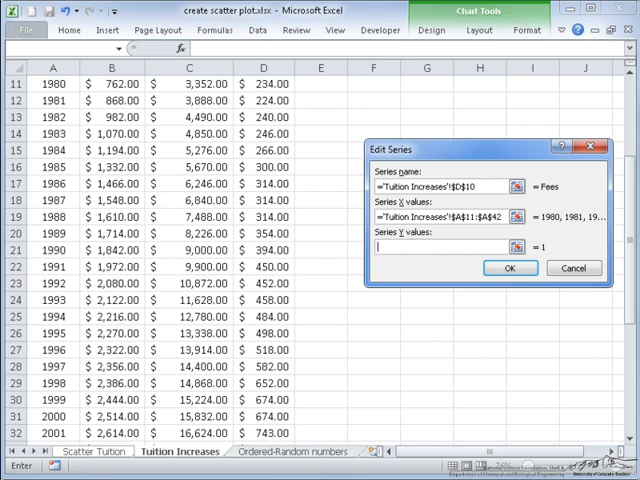 create scatter plot.xlsx - Microsoft Excel
Chart Tools
File Home Insert Page Layout Formulas Data Review View Developer Design Layout Format
fx
A B C D E F G H I J
11 1980 $ 762.00 $ 3,352.00 $ 234.00
12 1981 $ 868.00 $ 3,888.00 $ 224.00
13 1982 $ 982.00 $ 4,490.00 $ 240.00
14 1983 $ 1,070.00 $ 4,850.00 $ 246.00
15 1984 $ 1,194.00 $ 5,276.00 $ 266.00
16 1985 $ 1,332.00 $ 5,670.00 $ 300.00
17 1986 $ 1,466.00 $ 6,246.00 $ 314.00
18 1987 $ 1,548.00 $ 6,840.00 $ 314.00
19 1988 $ 1,610.00 $ 7,488.00 $ 314.00
20 1989 $ 1,714.00 $ 8,226.00 $ 354.00
21 1990 $ 1,842.00 $ 9,000.00 $ 394.00
22 1991 $ 1,972.00 $ 9,900.00 $ 450.00
23 1992 $ 2,080.00 $ 10,872.00 $ 452.00
24 1993 $ 2,122.00 $ 11,628.00 $ 458.00
25 1994 $ 2,216.00 $ 12,780.00 $ 484.00
26 1995 $ 2,270.00 $ 13,338.00 $ 498.00
27 1996 $ 2,322.00 $ 13,914.00 $ 518.00
28 1997 $ 2,356.00 $ 14,400.00 $ 582.00
29 1998 $ 2,386.00 $ 14,868.00 $ 652.00
30 1999 $ 2,444.00 $ 15,224.00 $ 674.00
31 2000 $ 2,514.00 $ 15,832.00 $ 674.00
32 2001 $ 2,614.00 $ 16,624.00 $ 743.00
Edit Series
Series name:
='Tuition Increases'!$D$10 = Fees
Series X values:
='Tuition Increases'!$A$11:$A$42 = 1980, 1981, 19...
Series Y values:
= 1
OK Cancel
Scatter Tuition Tuition Increases Ordered-Random numbers
Enter